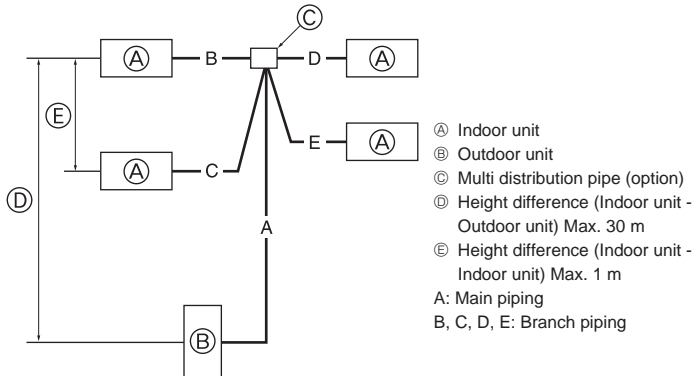 Ⓒ
Ⓐ B D Ⓐ
Ⓔ
Ⓐ C E Ⓐ
Ⓓ
A
Ⓑ
Ⓐ Indoor unit
Ⓑ Outdoor unit
Ⓒ Multi distribution pipe (option)
Ⓓ Height difference (Indoor unit -
Outdoor unit) Max. 30 m
Ⓔ Height difference (Indoor unit -
Indoor unit) Max. 1 m
A: Main piping
B, C, D, E: Branch piping